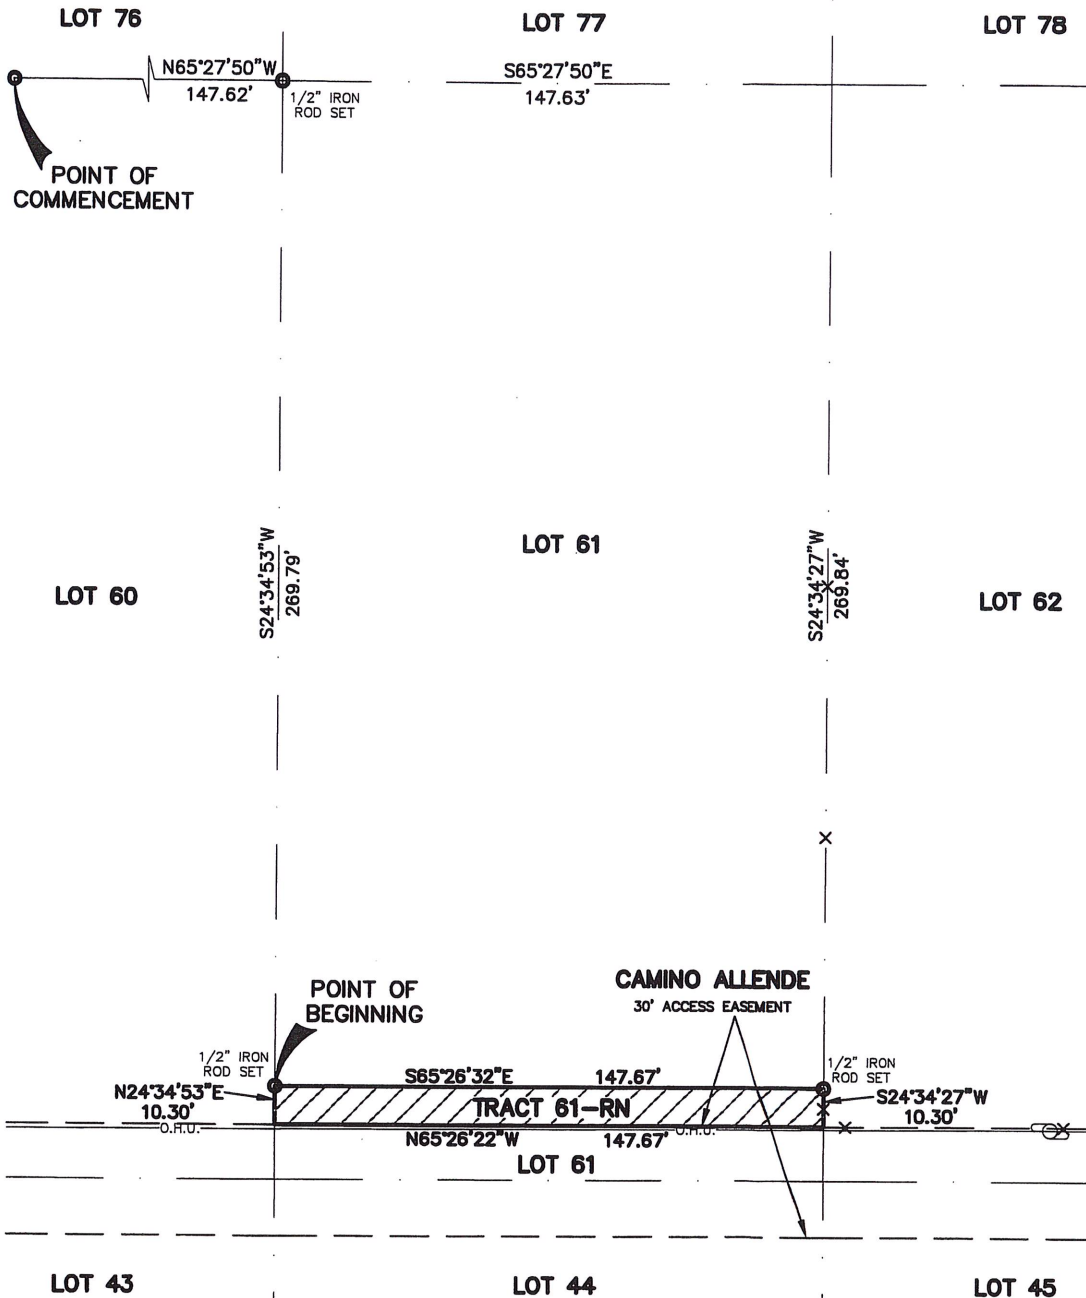 LOT 76
LOT 77
LOT 78
N65°27'50"W
147.62'
S65°27'50"E
147.63'
1/2" IRON
ROD SET
POINT OF
COMMENCEMENT
S24°34'53"W
269.79'
LOT 61
S24°34'27"W
269.84'
LOT 60
LOT 62
POINT OF
BEGINNING
CAMINO ALLENDE
30' ACCESS EASEMENT
1/2" IRON
ROD SET
1/2" IRON
ROD SET
N24°34'53"E
10.30'
S65°26'32"E 147.67'
TRACT 61-RN
S24°34'27"W
10.30'
O.H.U.
N65°26'22"W 147.67'
O.H.U.
LOT 61
LOT 43
LOT 44
LOT 45